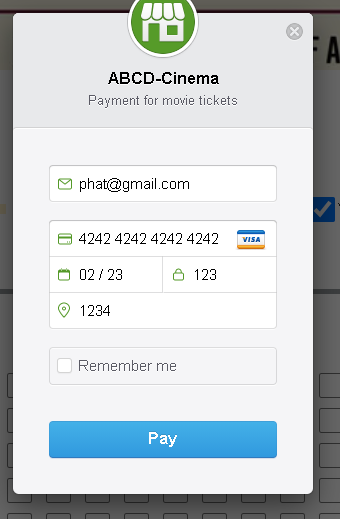 F A
ABCD-Cinema
Payment for movie tickets
phat@gmail.com
4242 4242 4242 4242 VISA
02 / 23 123
1234
Remember me
Pay